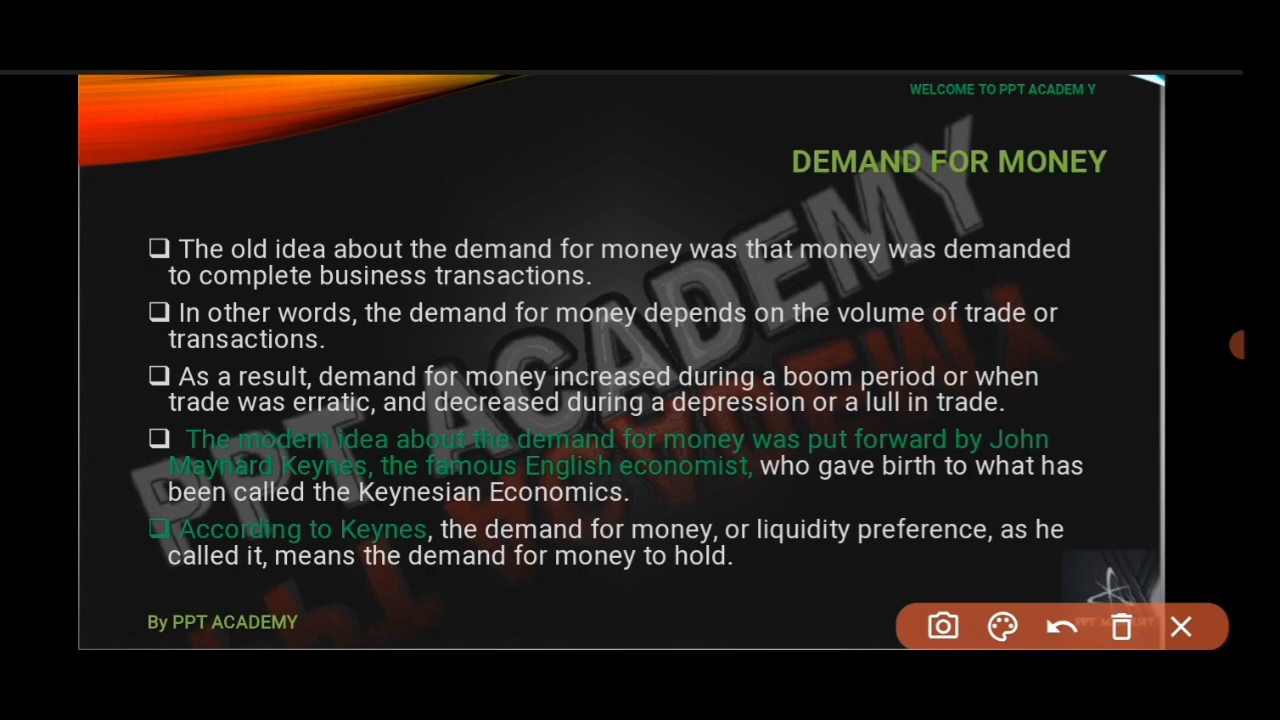 WELCOME TO PPT ACADEM Y
DEMAND FOR MONEY
❑ The old idea about the demand for money was that money was demanded
to complete business transactions.
❑ In other words, the demand for money depends on the volume of trade or
transactions.
❑ As a result, demand for money increased during a boom period or when
trade was erratic, and decreased during a depression or a lull in trade.
❑ The modern idea about the demand for money was put forward by John
Maynard Keynes, the famous English economist, who gave birth to what has
been called the Keynesian Economics.
❑ According to Keynes, the demand for money, or liquidity preference, as he
called it, means the demand for money to hold.
PPT ACADEMY
By PPT ACADEMY
PPT ACADEMY